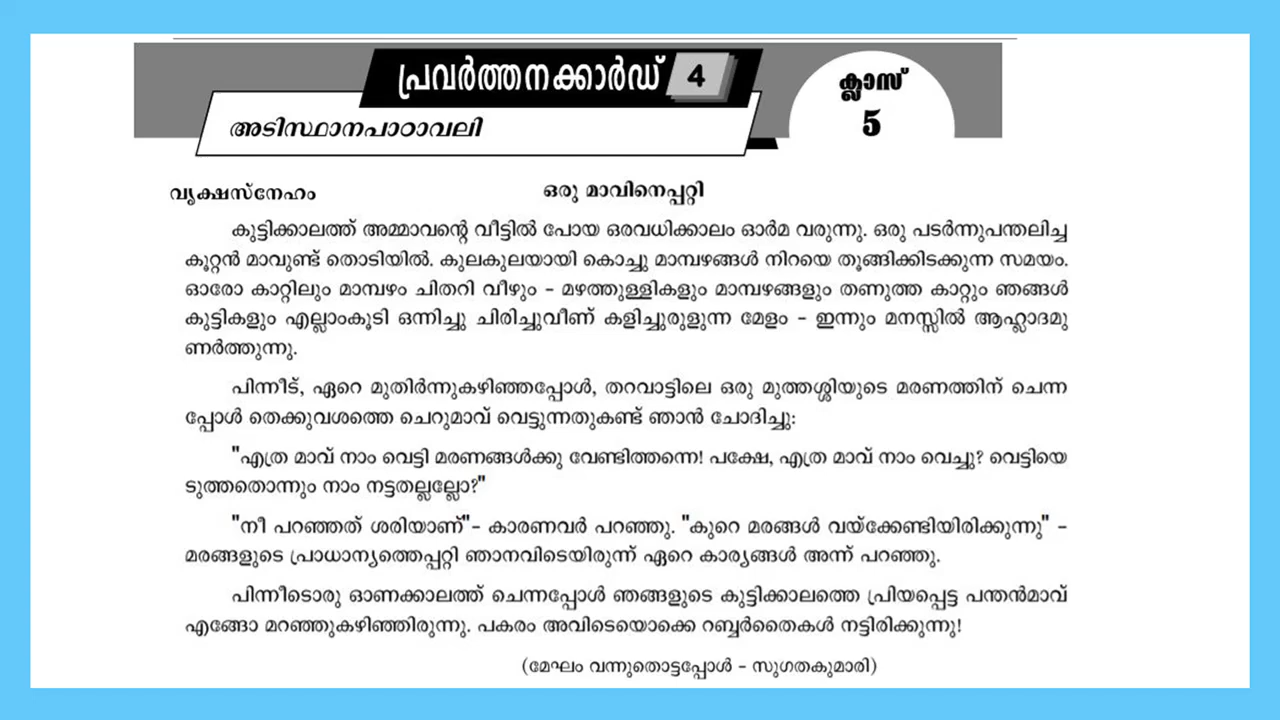 പ്രവർത്തനക്കാർഡ് 4
ക്ലാസ്
5
അടിസ്ഥാനപാഠാവലി
വൃക്ഷസ്നേഹം
ഒരു മാവിനെപ്പറ്റി
കുട്ടിക്കാലത്ത് അമ്മാവന്റെ വീട്ടിൽ പോയ ഒരവധിക്കാലം ഓർമ വരുന്നു. ഒരു പടർന്നുപന്തലിച്ച
കൂറ്റൻ മാവുണ്ട് തൊടിയിൽ. കുലകുലയായി കൊച്ചു മാമ്പഴങ്ങൾ നിറയെ തൂങ്ങിക്കിടക്കുന്ന സമയം.
ഓരോ കാറ്റിലും മാമ്പഴം ചിതറി വീഴും - മഴത്തുള്ളികളും മാമ്പഴങ്ങളും തണുത്ത കാറ്റും ഞങ്ങൾ
കുട്ടികളും എല്ലാംകൂടി ഒന്നിച്ചു ചിരിച്ചുവീണ് കളിച്ചുരുളുന്ന മേളം - ഇന്നും മനസ്സിൽ ആഹ്ലാദമു
ണർത്തുന്നു.
പിന്നീട്, ഏറെ മുതിർന്നുകഴിഞ്ഞപ്പോൾ, തറവാട്ടിലെ ഒരു മുത്തശ്ശിയുടെ മരണത്തിന് ചെന്ന
പ്പോൾ തെക്കുവശത്തെ ചെറുമാവ് വെട്ടുന്നതുകണ്ട് ഞാൻ ചോദിച്ചു:
"എത്ര മാവ് നാം വെട്ടി മരണങ്ങൾക്കു വേണ്ടിത്തന്നെ! പക്ഷേ, എത്ര മാവ് നാം വെച്ചു? വെട്ടിയെ
ടുത്തതൊന്നും നാം നട്ടതല്ലല്ലോ?"
"നീ പറഞ്ഞത് ശരിയാണ്"- കാരണവർ പറഞ്ഞു. "കുറെ മരങ്ങൾ വയ്ക്കേണ്ടിയിരിക്കുന്നു" -
മരങ്ങളുടെ പ്രാധാന്യത്തെപ്പറ്റി ഞാനവിടെയിരുന്ന് ഏറെ കാര്യങ്ങൾ അന്ന് പറഞ്ഞു.
പിന്നീടൊരു ഓണക്കാലത്ത് ചെന്നപ്പോൾ ഞങ്ങളുടെ കുട്ടിക്കാലത്തെ പ്രിയപ്പെട്ട പന്തൻമാവ്
എങ്ങോ മറഞ്ഞുകഴിഞ്ഞിരുന്നു. പകരം അവിടെയൊക്കെ റബ്ബർതൈകൾ നട്ടിരിക്കുന്നു!
(മേഘം വന്നുതൊട്ടപ്പോൾ - സുഗതകുമാരി)